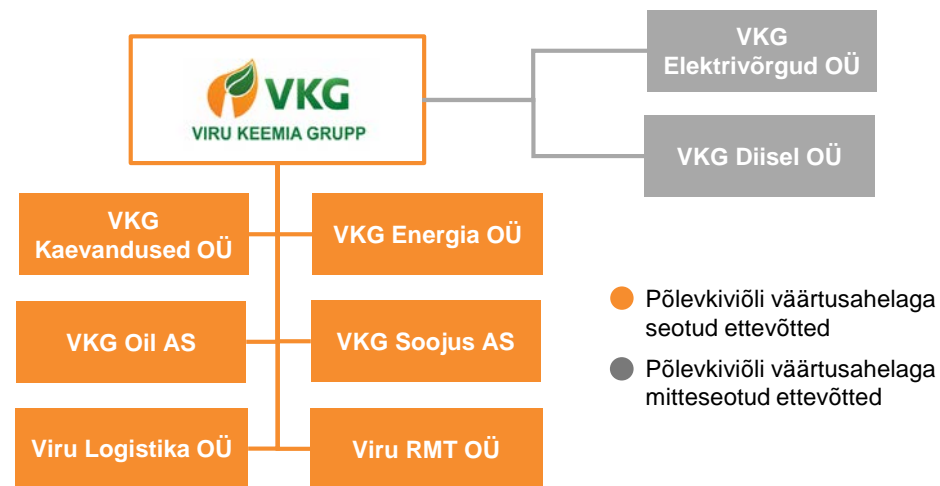 VKG
VIRU KEEMIA GRUPP
VKG
Elektrivõrgud OÜ
VKG Diisel OÜ
VKG
Kaevandused OÜ
VKG Energia OÜ
VKG Oil AS
VKG Soojus AS
Viru Logistika OÜ
Viru RMT OÜ
Põlevkiviõli väärtusahelaga
seotud ettevõtted
Põlevkiviõli väärtusahelaga
mitteseotud ettevõtted